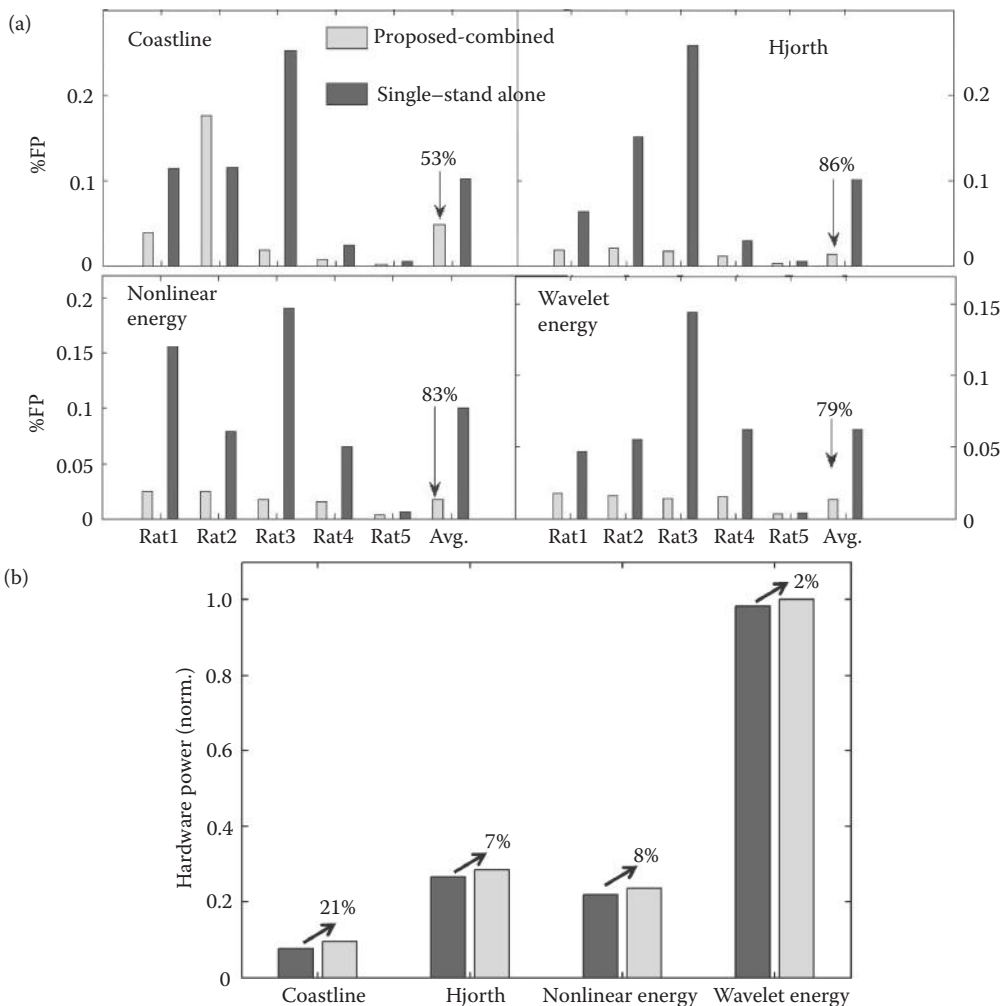 (a)
Coastline
Proposed-combined
Single–stand alone
Hjorth
%FP
0.2
0.1
0
53%
86%
0.2
0.1
0
Nonlinear
energy
Wavelet
energy
%FP
0.2
0.15
0.1
0.05
0
83%
79%
0.15
0.10
0.05
0
Rat1 Rat2 Rat3 Rat4 Rat5 Avg. Rat1 Rat2 Rat3 Rat4 Rat5 Avg.
(b)
Hardware power (norm.)
1.0
0.8
0.6
0.4
0.2
0
21%
7%
8%
2%
Coastline Hjorth Nonlinear energy Wavelet energy